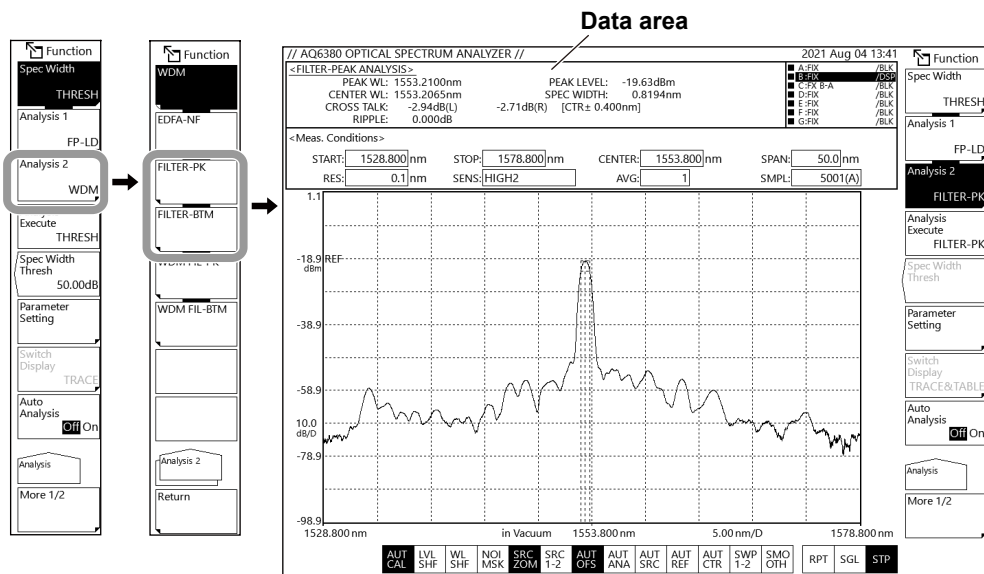 Data area
Function
Spec Width
THRESH
Analysis 1
FP-LD
Analysis 2
WDM
Execute
THRESH
Spec Width
Thresh
50.00dB
Parameter
Setting
Switch
Display
TRACE
Auto
Analysis
Off On
Analysis
More 1/2
Function
WDM
EDFA-NF
FILTER-PK
FILTER-BTM
WDM FIL-BTM
Analysis 2
Return
// AQ6380 OPTICAL SPECTRUM ANALYZER // 2021 Aug 04 13:41
<FILTER-PEAK ANALYSIS>
PEAK WL: 1553.2100nm PEAK LEVEL: -19.63dBm
CENTER WL: 1553.2065nm SPEC WIDTH: 0.8194nm
CROSS TALK: -2.94dB(L) -2.71dB(R) [CTR± 0.400nm]
RIPPLE: 0.000dB
A:FIX /BLK
B:FIX /DSP
C:FX B-A /BLK
D:FIX /BLK
E:FIX /BLK
F:FIX /BLK
G:FIX /BLK
<Meas. Conditions>
START: 1528.800 nm STOP: 1578.800 nm CENTER: 1553.800 nm SPAN: 50.0 nm
RES: 0.1 nm SENS: HIGH2 AVG: 1 SMPL: 5001(A)
1.1
-18.9 REF
dBm
-38.9
-58.9
10.0
dB/D
-78.9
-98.9
1528.800 nm in Vacuum 1553.800 nm 5.00 nm/D 1578.800 nm
AUT CAL
LVL SHF
WL SHF
NOI MSK
SRC ZOM
SRC 1-2
AUT OFS
AUT ANA
AUT SRC
AUT REF
AUT CTR
SWP 1-2
SMO OTH
RPT
SGL
STP
Function
Spec Width
THRESH
Analysis 1
FP-LD
Analysis 2
FILTER-PK
Analysis
Execute
FILTER-PK
Spec Width
Thresh
Parameter
Setting
Switch
Display
TRACE&TABLE
Auto
Analysis
Off On
Analysis
More 1/2